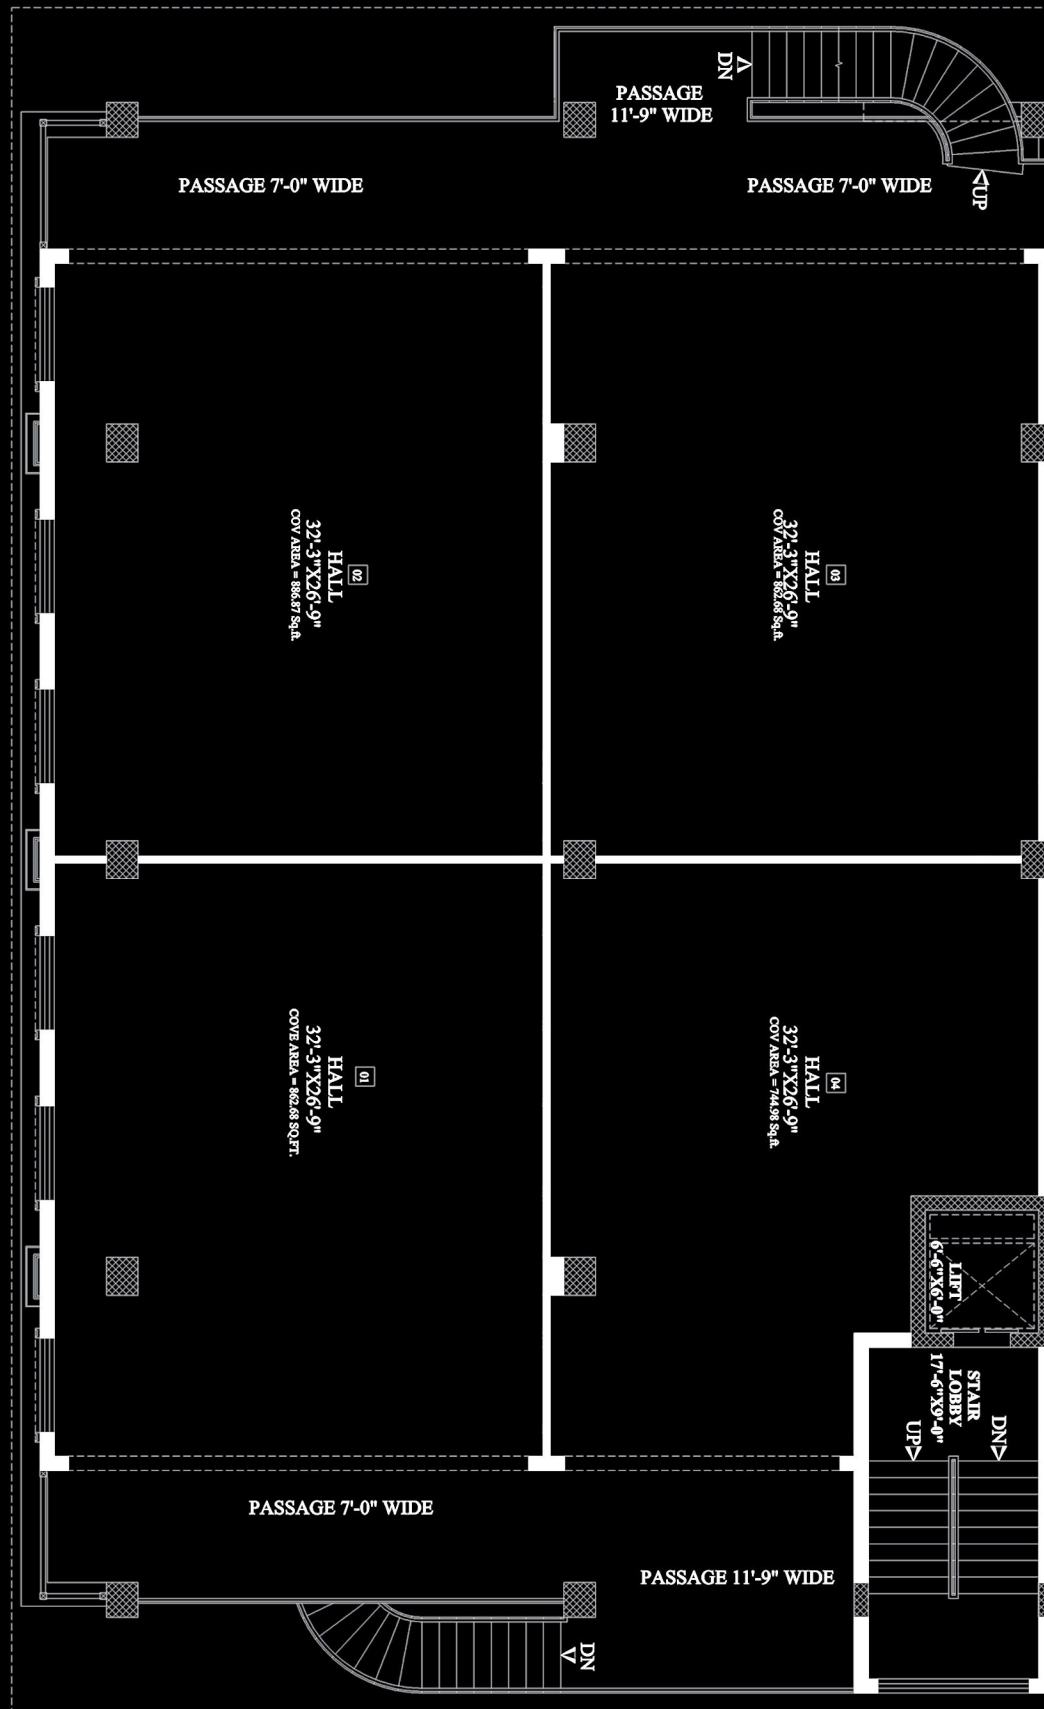 DN
PASSAGE
11'-9" WIDE
PASSAGE 7'-0" WIDE
PASSAGE 7'-0" WIDE
UP
02
HALL
32'-3"X26'-9"
COV AREA = 886.87 Sq.ft.
03
HALL
32'-3"X26'-9"
COV AREA = 862.68 Sq.ft.
01
HALL
32'-3"X26'-9"
COVE AREA = 862.68 SQ.FT.
04
HALL
32'-3"X26'-9"
COV AREA = 744.98 Sq.ft.
LIFT
6'-6"X6'-0"
STAIR
LOBBY
17'-6"X9'-0"
DN
UP
PASSAGE 7'-0" WIDE
PASSAGE 11'-9" WIDE
DN